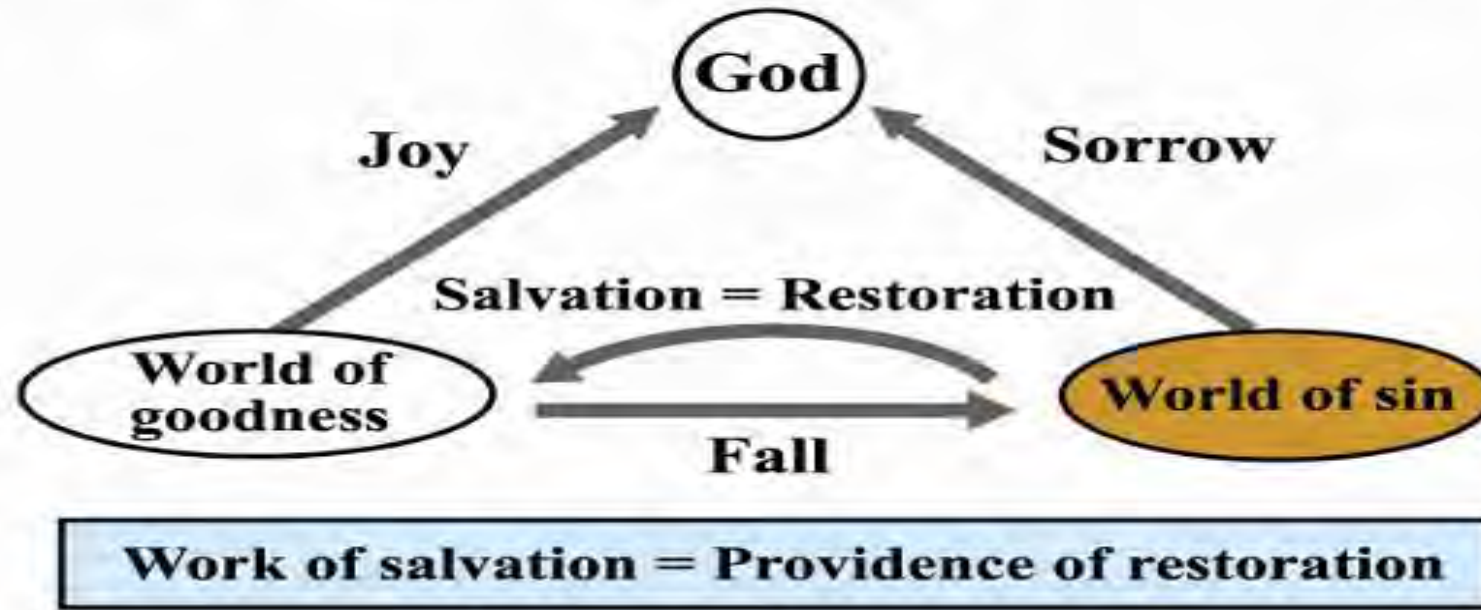 God
Joy
Sorrow
Salvation = Restoration
World of
goodness
World of sin
Fall
Work of salvation = Providence of restoration